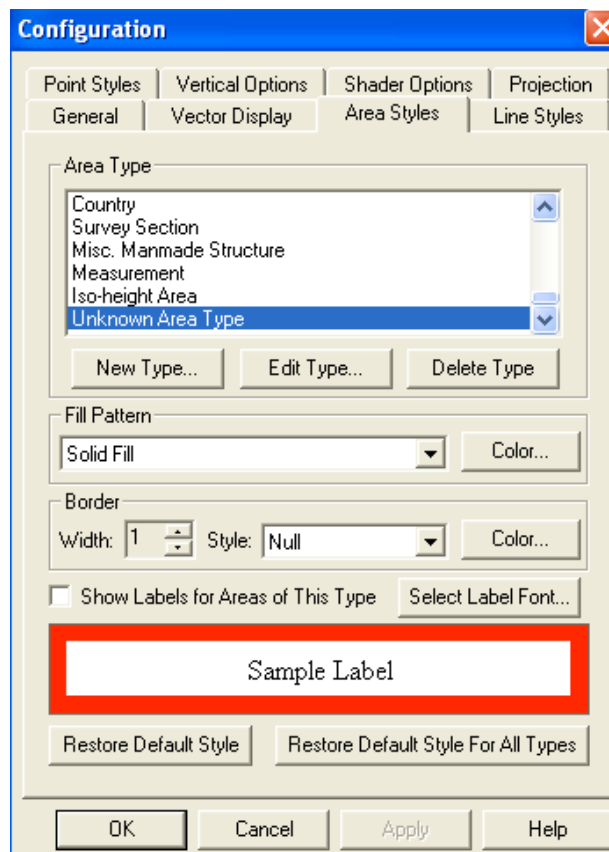 Configuration
Point Styles Vertical Options Shader Options Projection
General Vector Display Area Styles Line Styles
Area Type
Country
Survey Section
Misc. Manmade Structure
Measurement
Iso-height Area
Unknown Area Type
New Type... Edit Type... Delete Type
Fill Pattern
Solid Fill Color...
Border
Width: 1 Style: Null Color...
Show Labels for Areas of This Type Select Label Font...
Sample Label
Restore Default Style Restore Default Style For All Types
OK Cancel Apply Help